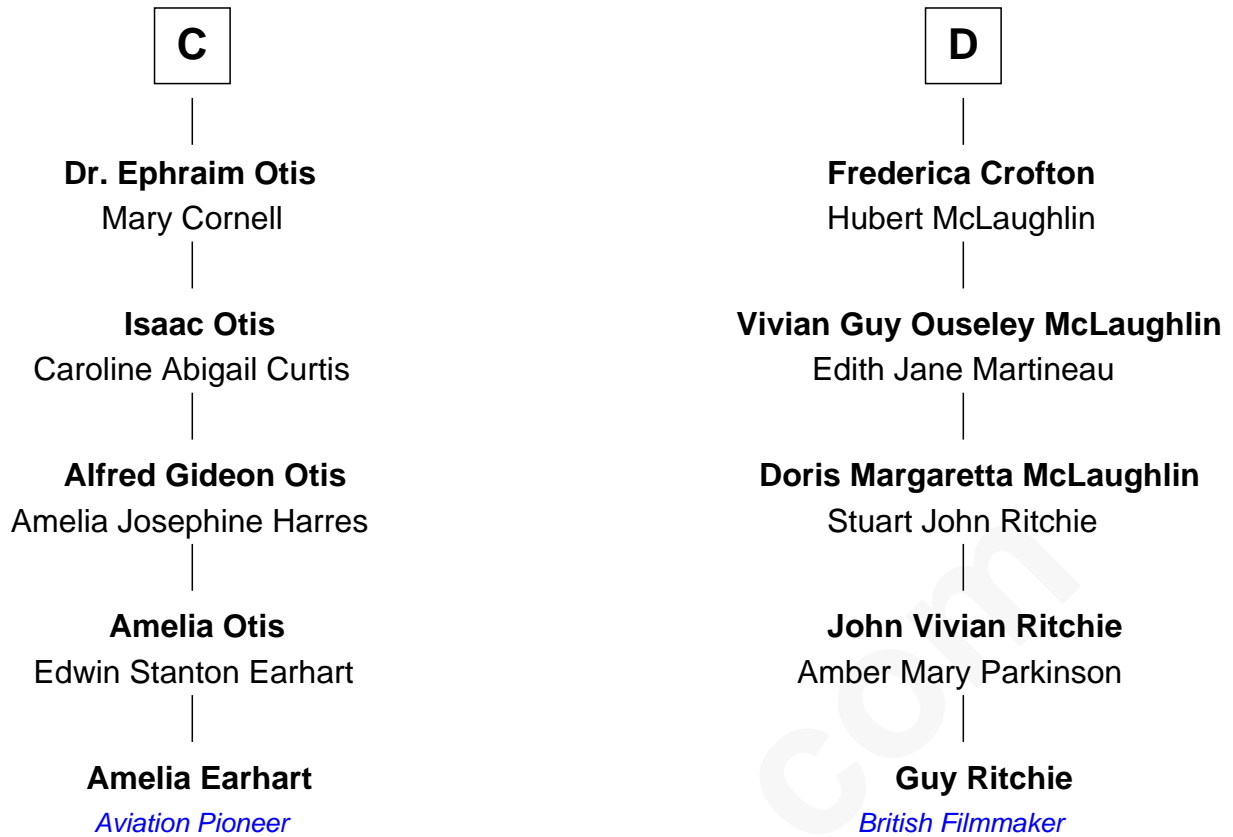 C
Dr. Ephraim Otis
Mary Cornell
Isaac Otis
Caroline Abigail Curtis
Alfred Gideon Otis
Amelia Josephine Harres
Amelia Otis
Edwin Stanton Earhart
Amelia Earhart
Aviation Pioneer
D
Frederica Crofton
Hubert McLaughlin
Vivian Guy Ouseley McLaughlin
Edith Jane Martineau
Doris Margaretta McLaughlin
Stuart John Ritchie
John Vivian Ritchie
Amber Mary Parkinson
Guy Ritchie
British Filmmaker
com